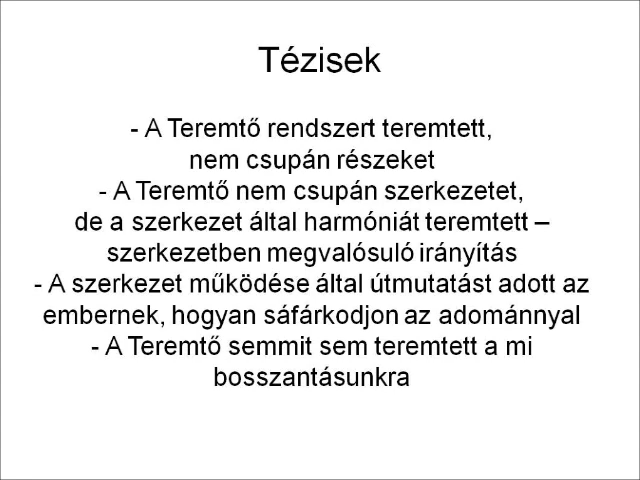 Tézisek
- A Teremtő rendszert teremtett,
nem csupán részeket
- A Teremtő nem csupán szerkezetet,
de a szerkezet által harmóniát teremtett –
szerkezetben megvalósuló irányítás
- A szerkezet működése által útmutatást adott az
embernek, hogyan sáfárkodjon az adománnyal
- A Teremtő semmit sem teremtett a mi
bosszantásunkra